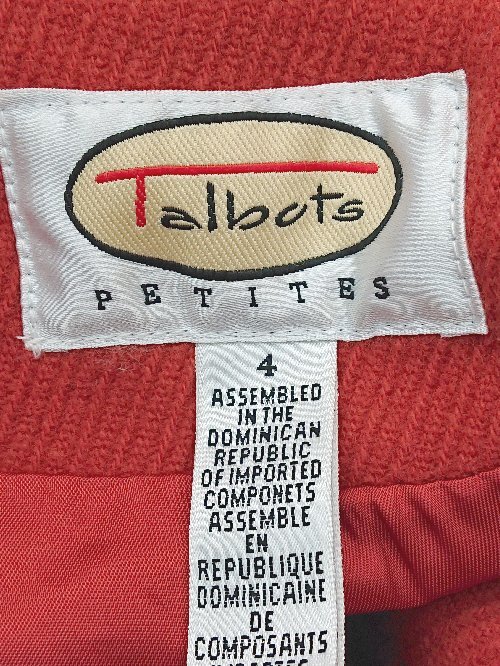 Talbots
PETITES
4
ASSEMBLED
IN THE
DOMINICAN
REPUBLIC
OF IMPORTED
COMPONETS
ASSEMBLE
EN
REPUBLIQUE
DOMINICAINE
DE
COMPOSANTS